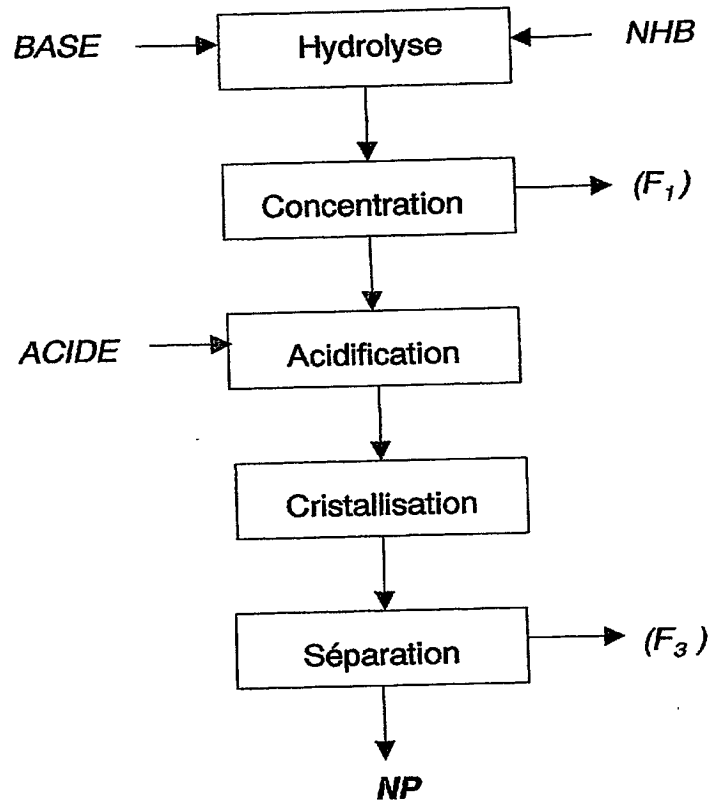 BASE Hydrolyse NHB
Concentration (F₁)
ACIDE Acidification
Cristallisation
Séparation (F₃)
NP